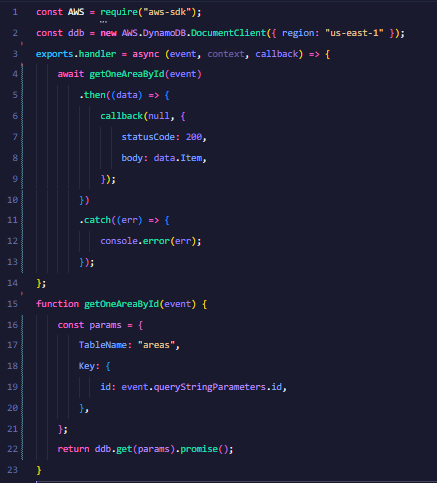 1 const AWS = require("aws-sdk");
2 const ddb = new AWS.DynamoDB.DocumentClient({ region: "us-east-1" });
3 exports.handler = async (event, context, callback) => {
4     await getOneAreaById(event)
5         .then((data) => {
6             callback(null, {
7                 statusCode: 200,
8                 body: data.Item,
9             });
10         })
11         .catch((err) => {
12             console.error(err);
13         });
14 };
15 function getOneAreaById(event) {
16     const params = {
17         TableName: "areas",
18         Key: {
19             id: event.queryStringParameters.id,
20         },
21     };
22     return ddb.get(params).promise();
23 }